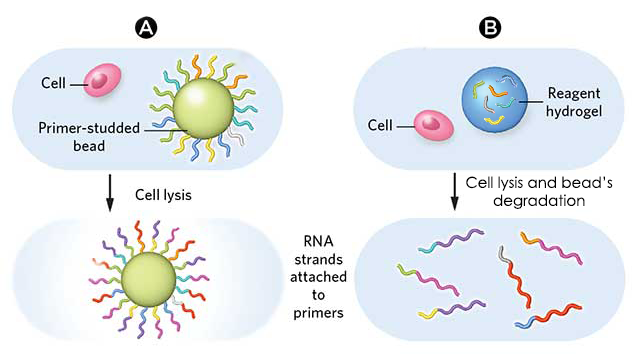 A
Cell
Primer-studded
bead
Cell lysis
B
Reagent
hydrogel
Cell
Cell lysis and bead's
degradation
RNA
strands
attached
to
primers